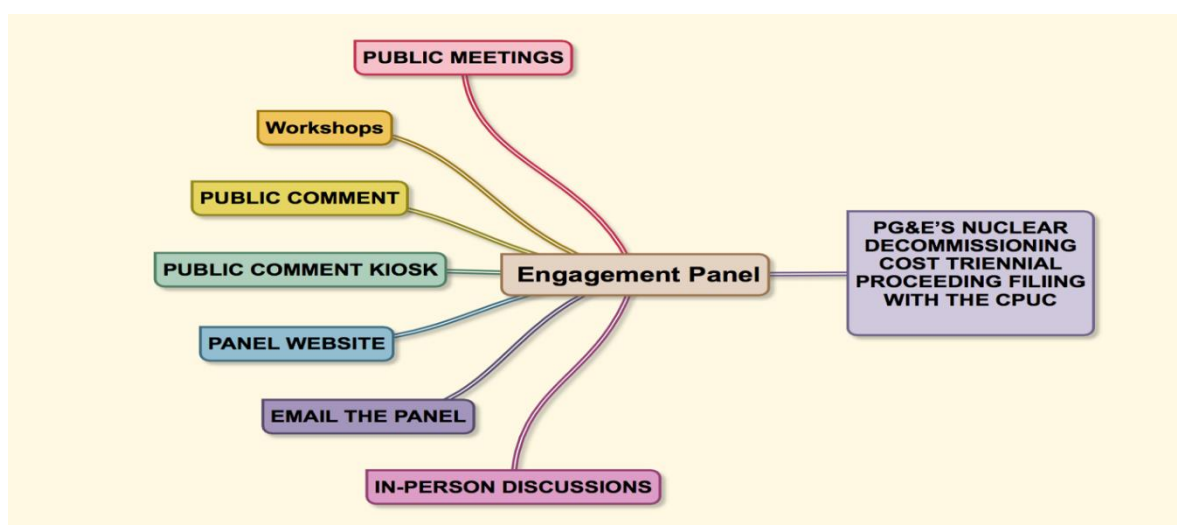 PUBLIC MEETINGS
Workshops
PUBLIC COMMENT
PUBLIC COMMENT KIOSK
PANEL WEBSITE
EMAIL THE PANEL
IN-PERSON DISCUSSIONS
Engagement Panel
PG&E'S NUCLEAR
DECOMMISSIONING
COST TRIENNIAL
PROCEEDING FILIING
WITH THE CPUC